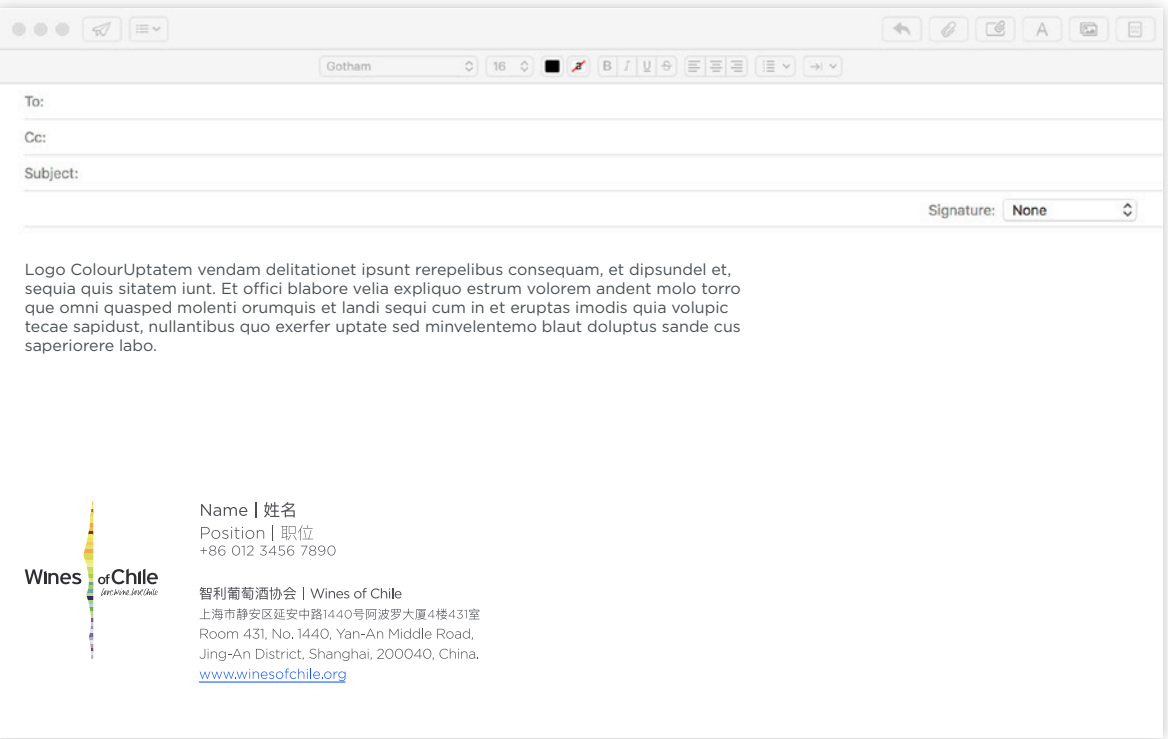 Gotham
16
a
B I U S
A
To:
Cc:
Subject:
Signature: None
Logo ColourUptatem vendam delitationet ipsunt rerepelibus consequam, et dipsundel et,
sequia quis sitatem iunt. Et offici blabore velia expliquo estrum volorem andent molo torro
que omni quasped molenti orumquis et landi sequi cum in et eruptas imodis quia volupic
tecae sapidust, nullantibus quo exerfer uptate sed minvelentemo blaut doluptus sande cus
saperiorere labo.
Wines of Chile
love wine, love Chile
Name | 姓名
Position | 职位
+86 012 3456 7890
智利葡萄酒协会 | Wines of Chile
上海市静安区延安中路1440号阿波罗大厦4楼431室
Room 431, No. 1440, Yan-An Middle Road,
Jing-An District, Shanghai, 200040, China.
www.winesofchile.org